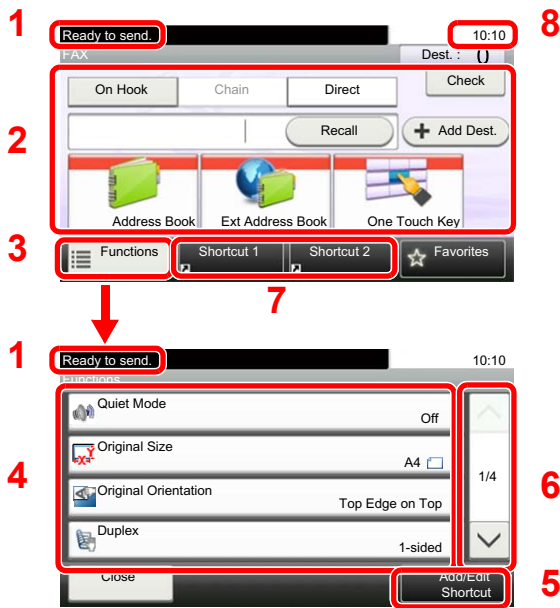 1
Ready to send.
10:10
8
FAX
Dest. : ( )
On Hook
Chain
Direct
Check
2
Recall
Add Dest.
Address Book
Ext Address Book
One Touch Key
3
Functions
Shortcut 1
Shortcut 2
Favorites
7
1
Ready to send.
10:10
Functions
4
Quiet Mode
Off
Original Size
X Y
A4
6
1/4
Original Orientation
Top Edge on Top
Duplex
1-sided
Close
Add/Edit
Shortcut
5